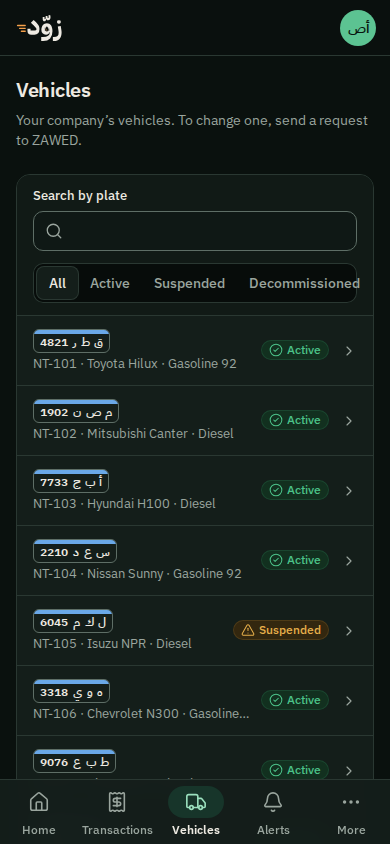 زوّد
أص
Vehicles
Your company's vehicles. To change one, send a request
to ZAWED.
Search by plate
All Active Suspended Decommissioned
ق ط ر 4821
NT-101 · Toyota Hilux · Gasoline 92
Active
م ص ن 1902
NT-102 · Mitsubishi Canter · Diesel
Active
أ ب ج 7733
NT-103 · Hyundai H100 · Diesel
Active
س ع د 2210
NT-104 · Nissan Sunny · Gasoline 92
Active
ل ك م 6045
NT-105 · Isuzu NPR · Diesel
Suspended
ه و ي 3318
NT-106 · Chevrolet N300 · Gasoline...
Active
ط ب ع 9076
Active
Home Transactions Vehicles Alerts More